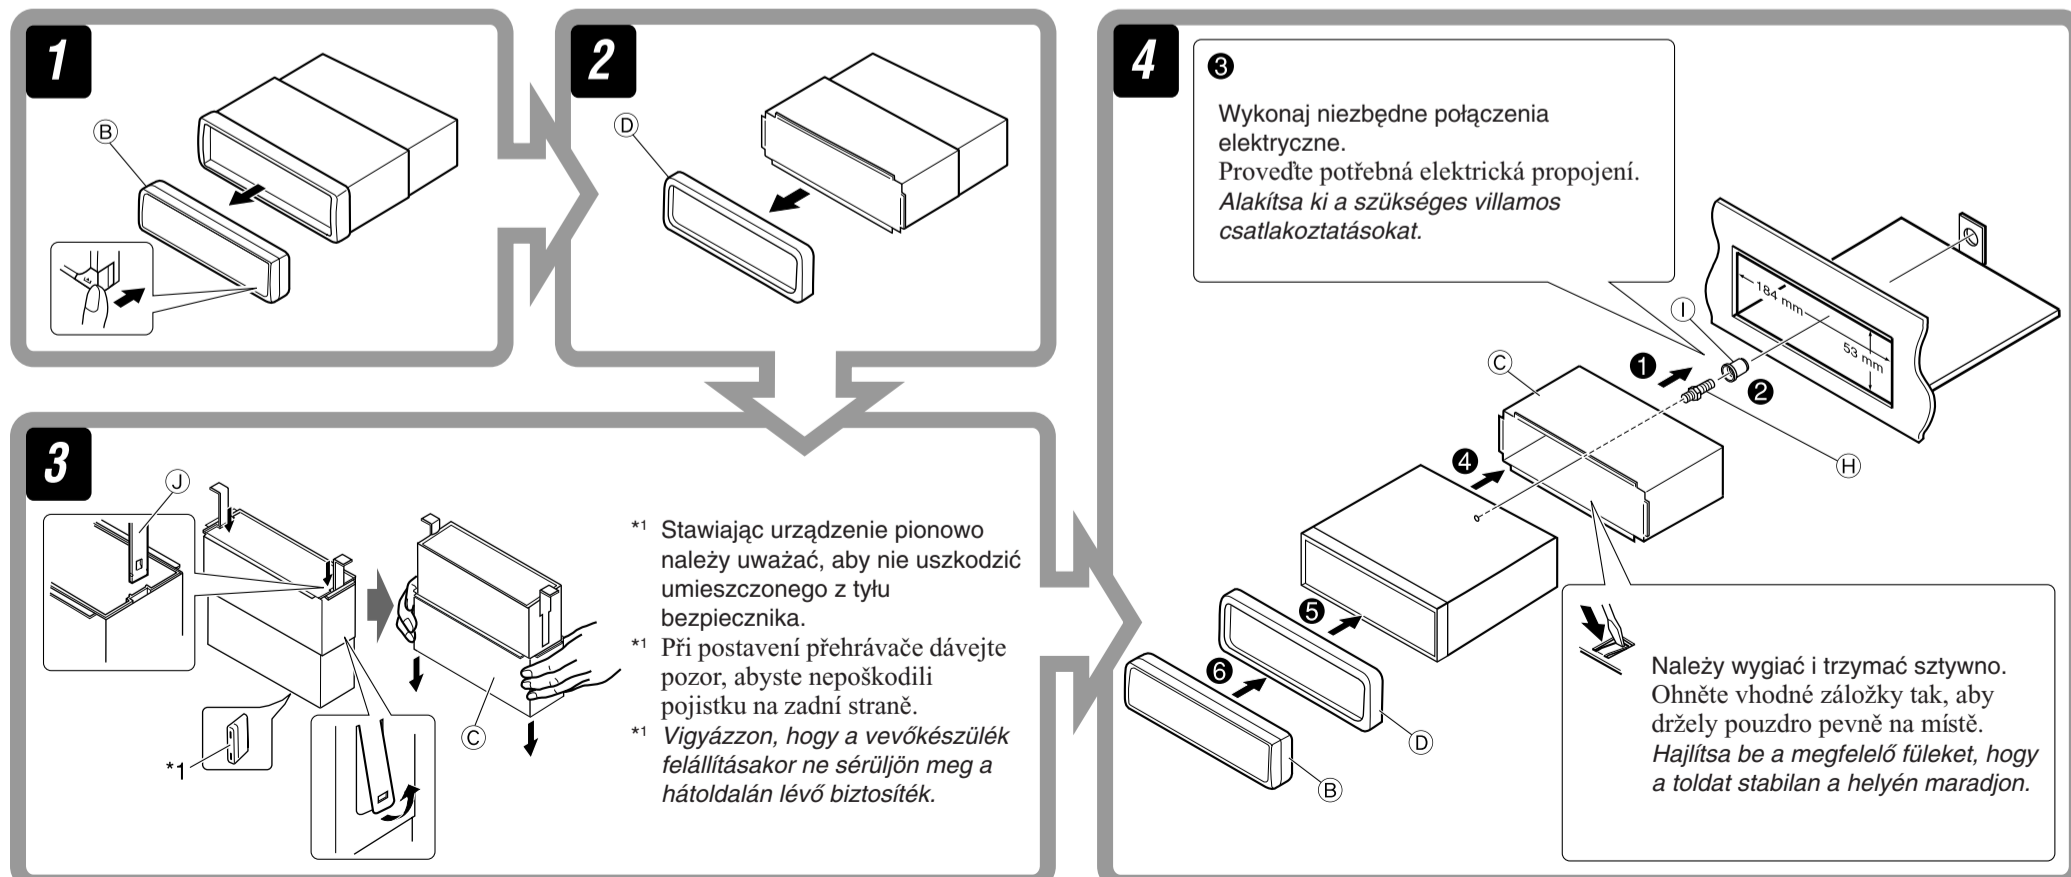 1
B
2
D
3
J
*1
C
*1 Stawiając urządzenie pionowo
należy uważać, aby nie uszkodzić
umieszczonego z tyłu
bezpiecznika.
*1 Při postavení přehrávače dávejte
pozor, abyste nepoškodili
pojistku na zadní straně.
*1 Vigyázzon, hogy a vevőkészülék
felállításakor ne sérüljön meg a
hátoldalán lévő biztosíték.
4
❸
Wykonaj niezbędne połączenia
elektryczne.
Proveďte potřebná elektrická propojení.
Alakítsa ki a szükséges villamos
csatlakoztatásokat.
184 mm
53 mm
I
C
❶
❷
H
❹
❺
❻
D
B
Należy wygiać i trzymać sztywno.
Ohněte vhodné záložky tak, aby
držely pouzdro pevně na místě.
Hajlítsa be a megfelelő füleket, hogy
a toldat stabilan a helyén maradjon.